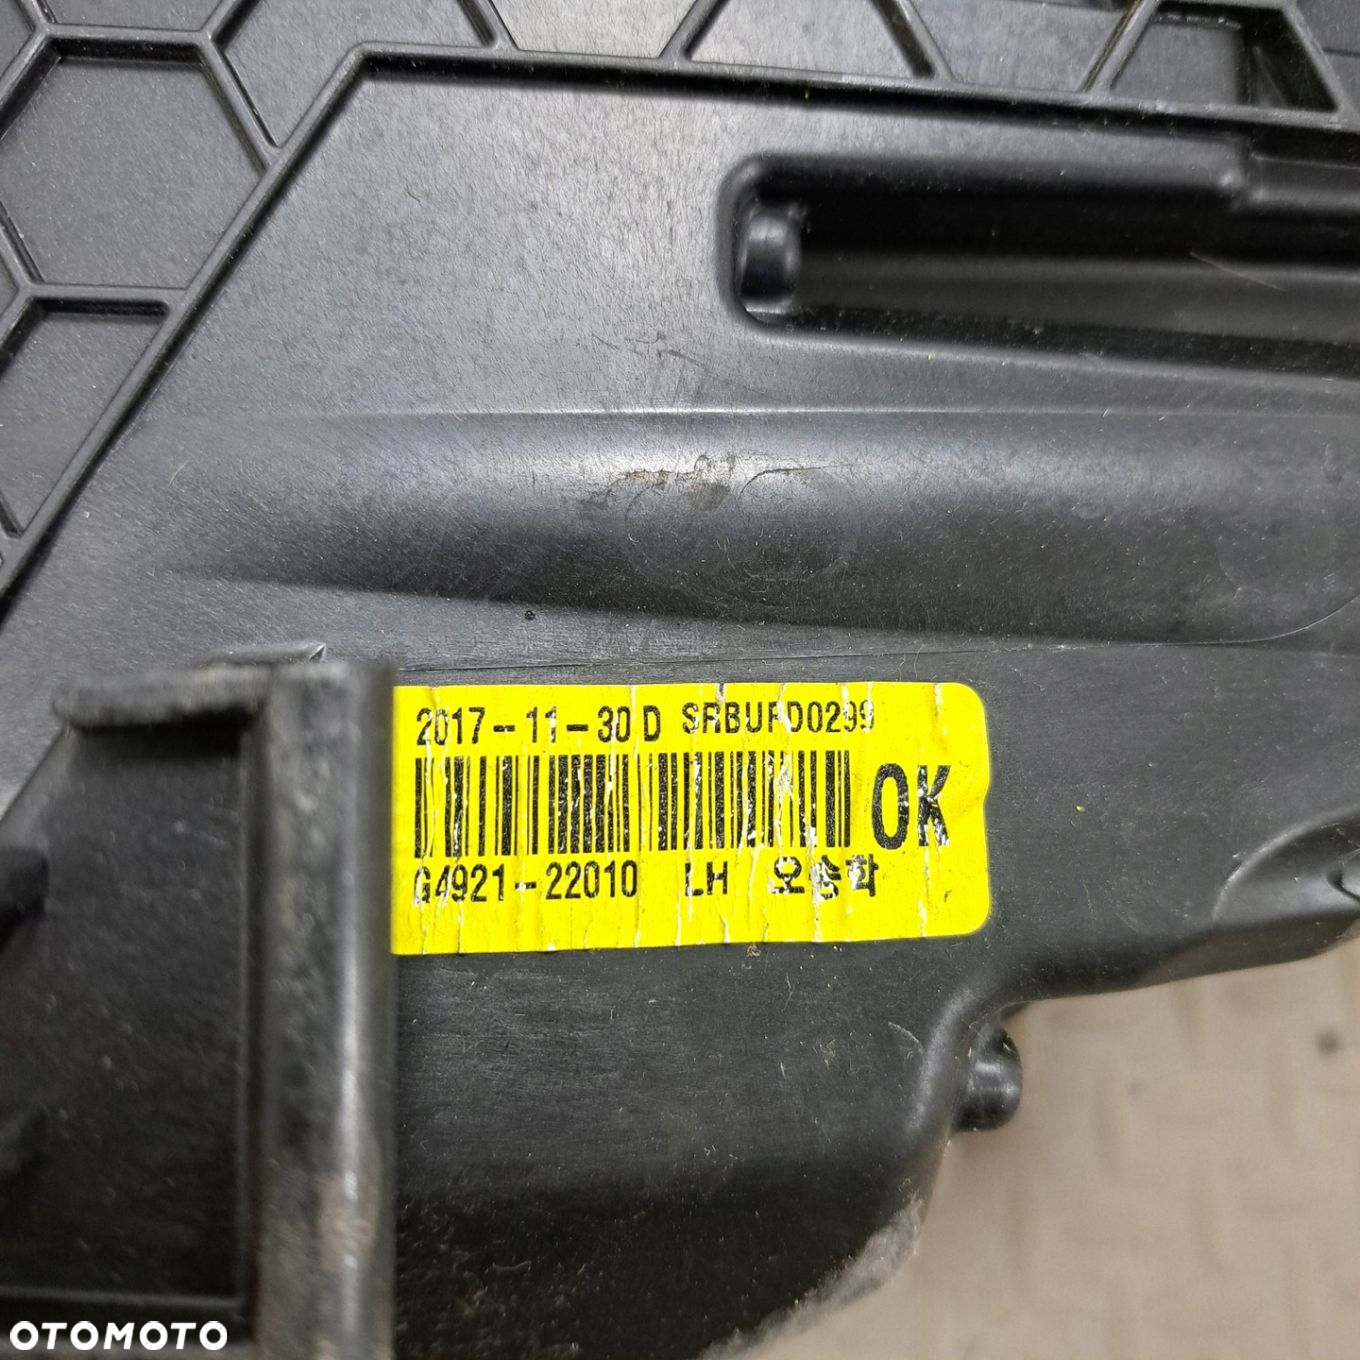 2017-11-30 D SRBUPD0299
OK
G4921-22010 LH 오승학
OTOMOTO